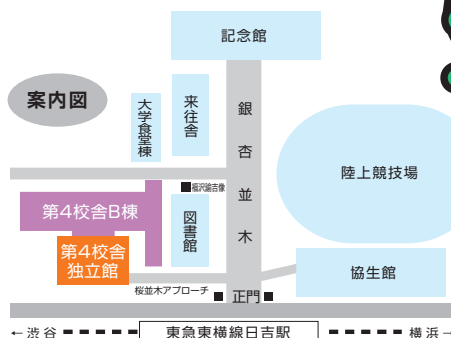 記念館
案内図
大学食堂棟
来往舎
銀杏並木
陸上競技場
福沢諭吉像
第4校舎B棟
図書館
第4校舎
独立館
協生館
桜並木アプローチ
正門
←渋谷
東急東横線日吉駅
横浜→